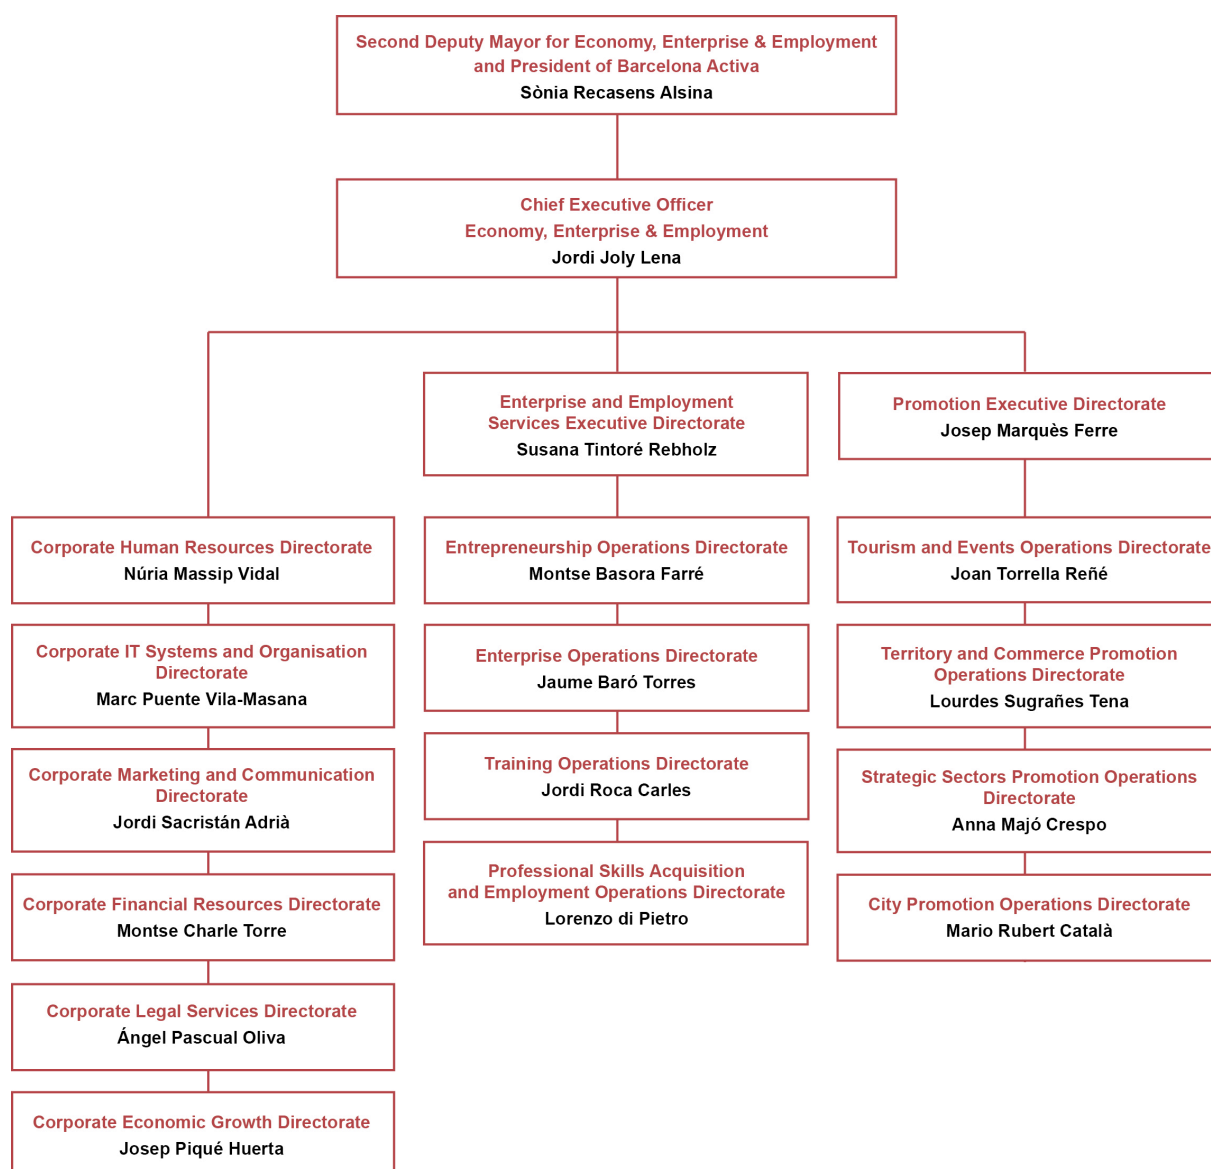 Second Deputy Mayor for Economy, Enterprise & Employment
and President of Barcelona Activa
Sònia Recasens Alsina
Chief Executive Officer
Economy, Enterprise & Employment
Jordi Joly Lena
Enterprise and Employment
Services Executive Directorate
Susana Tintoré Rebholz
Promotion Executive Directorate
Josep Marquès Ferre
Corporate Human Resources Directorate
Núria Massip Vidal
Corporate IT Systems and Organisation
Directorate
Marc Puente Vila-Masana
Corporate Marketing and Communication
Directorate
Jordi Sacristán Adrià
Corporate Financial Resources Directorate
Montse Charle Torre
Corporate Legal Services Directorate
Ángel Pascual Oliva
Corporate Economic Growth Directorate
Josep Piqué Huerta
Entrepreneurship Operations Directorate
Montse Basora Farré
Enterprise Operations Directorate
Jaume Baró Torres
Training Operations Directorate
Jordi Roca Carles
Professional Skills Acquisition
and Employment Operations Directorate
Lorenzo di Pietro
Tourism and Events Operations Directorate
Joan Torrella Reñé
Territory and Commerce Promotion
Operations Directorate
Lourdes Sugrañes Tena
Strategic Sectors Promotion Operations
Directorate
Anna Majó Crespo
City Promotion Operations Directorate
Mario Rubert Català